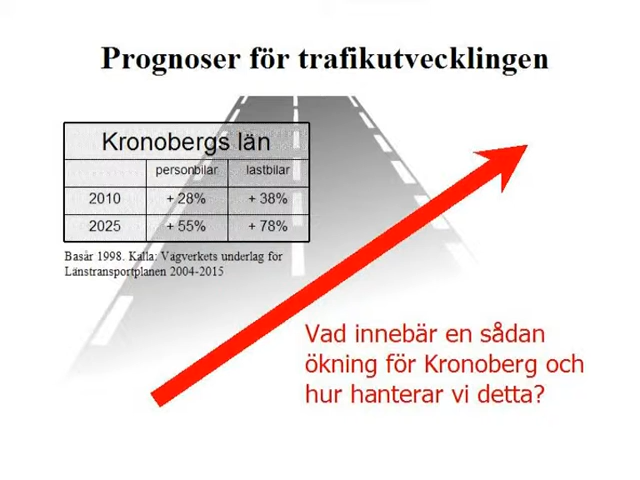 Prognoser för trafikutvecklingen
Kronobergs län
personbilar lastbilar
2010 + 28% + 38%
2025 + 55% + 78%
Basår 1998. Källa: Vägverkets underlag för
Länstransportplanen 2004-2015
Vad innebär en sådan
ökning för Kronoberg och
hur hanterar vi detta?